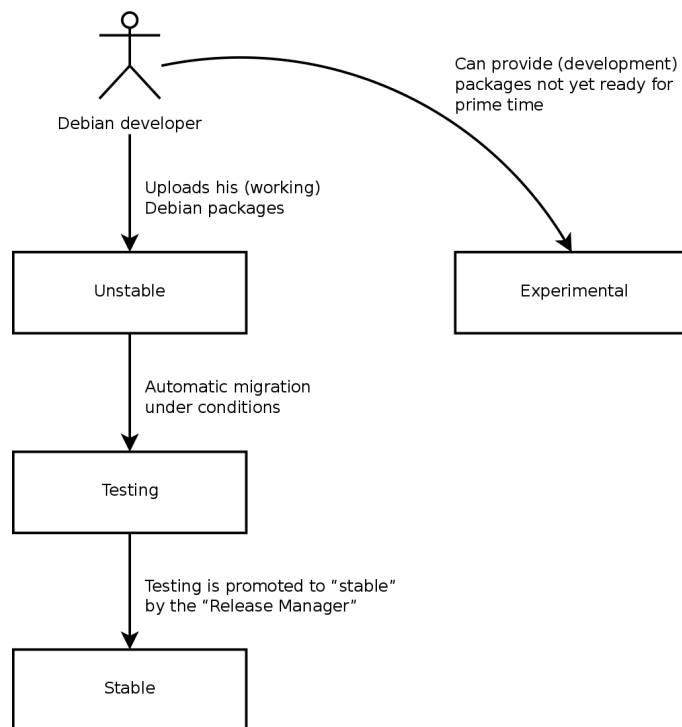 Can provide (development)
packages not yet ready for
prime time
Debian developer
Uploads his (working)
Debian packages
Unstable
Experimental
Automatic migration
under conditions
Testing
Testing is promoted to “stable”
by the “Release Manager”
Stable